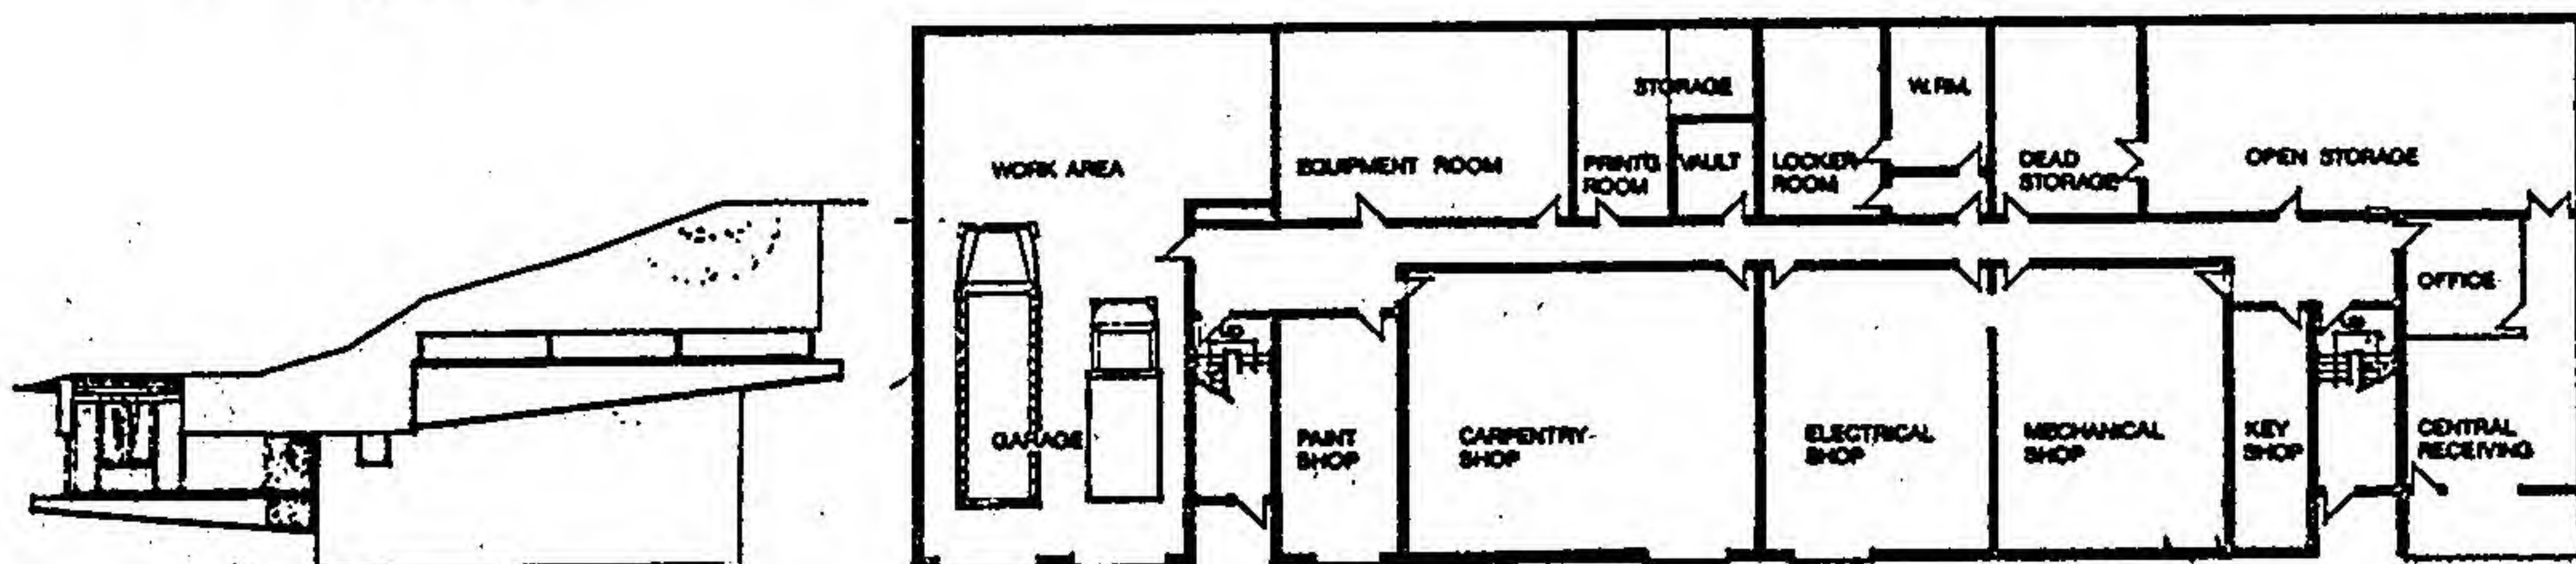 STORAGE
W. RM.
WORK AREA
EQUIPMENT ROOM
PRINT'G
ROOM
VAULT
LOCKER
ROOM
DEAD
STORAGE
OPEN STORAGE
OFFICE
GARAGE
PAINT
SHOP
CARPENTRY
SHOP
ELECTRICAL
SHOP
MECHANICAL
SHOP
KEY
SHOP
CENTRAL
RECEIVING